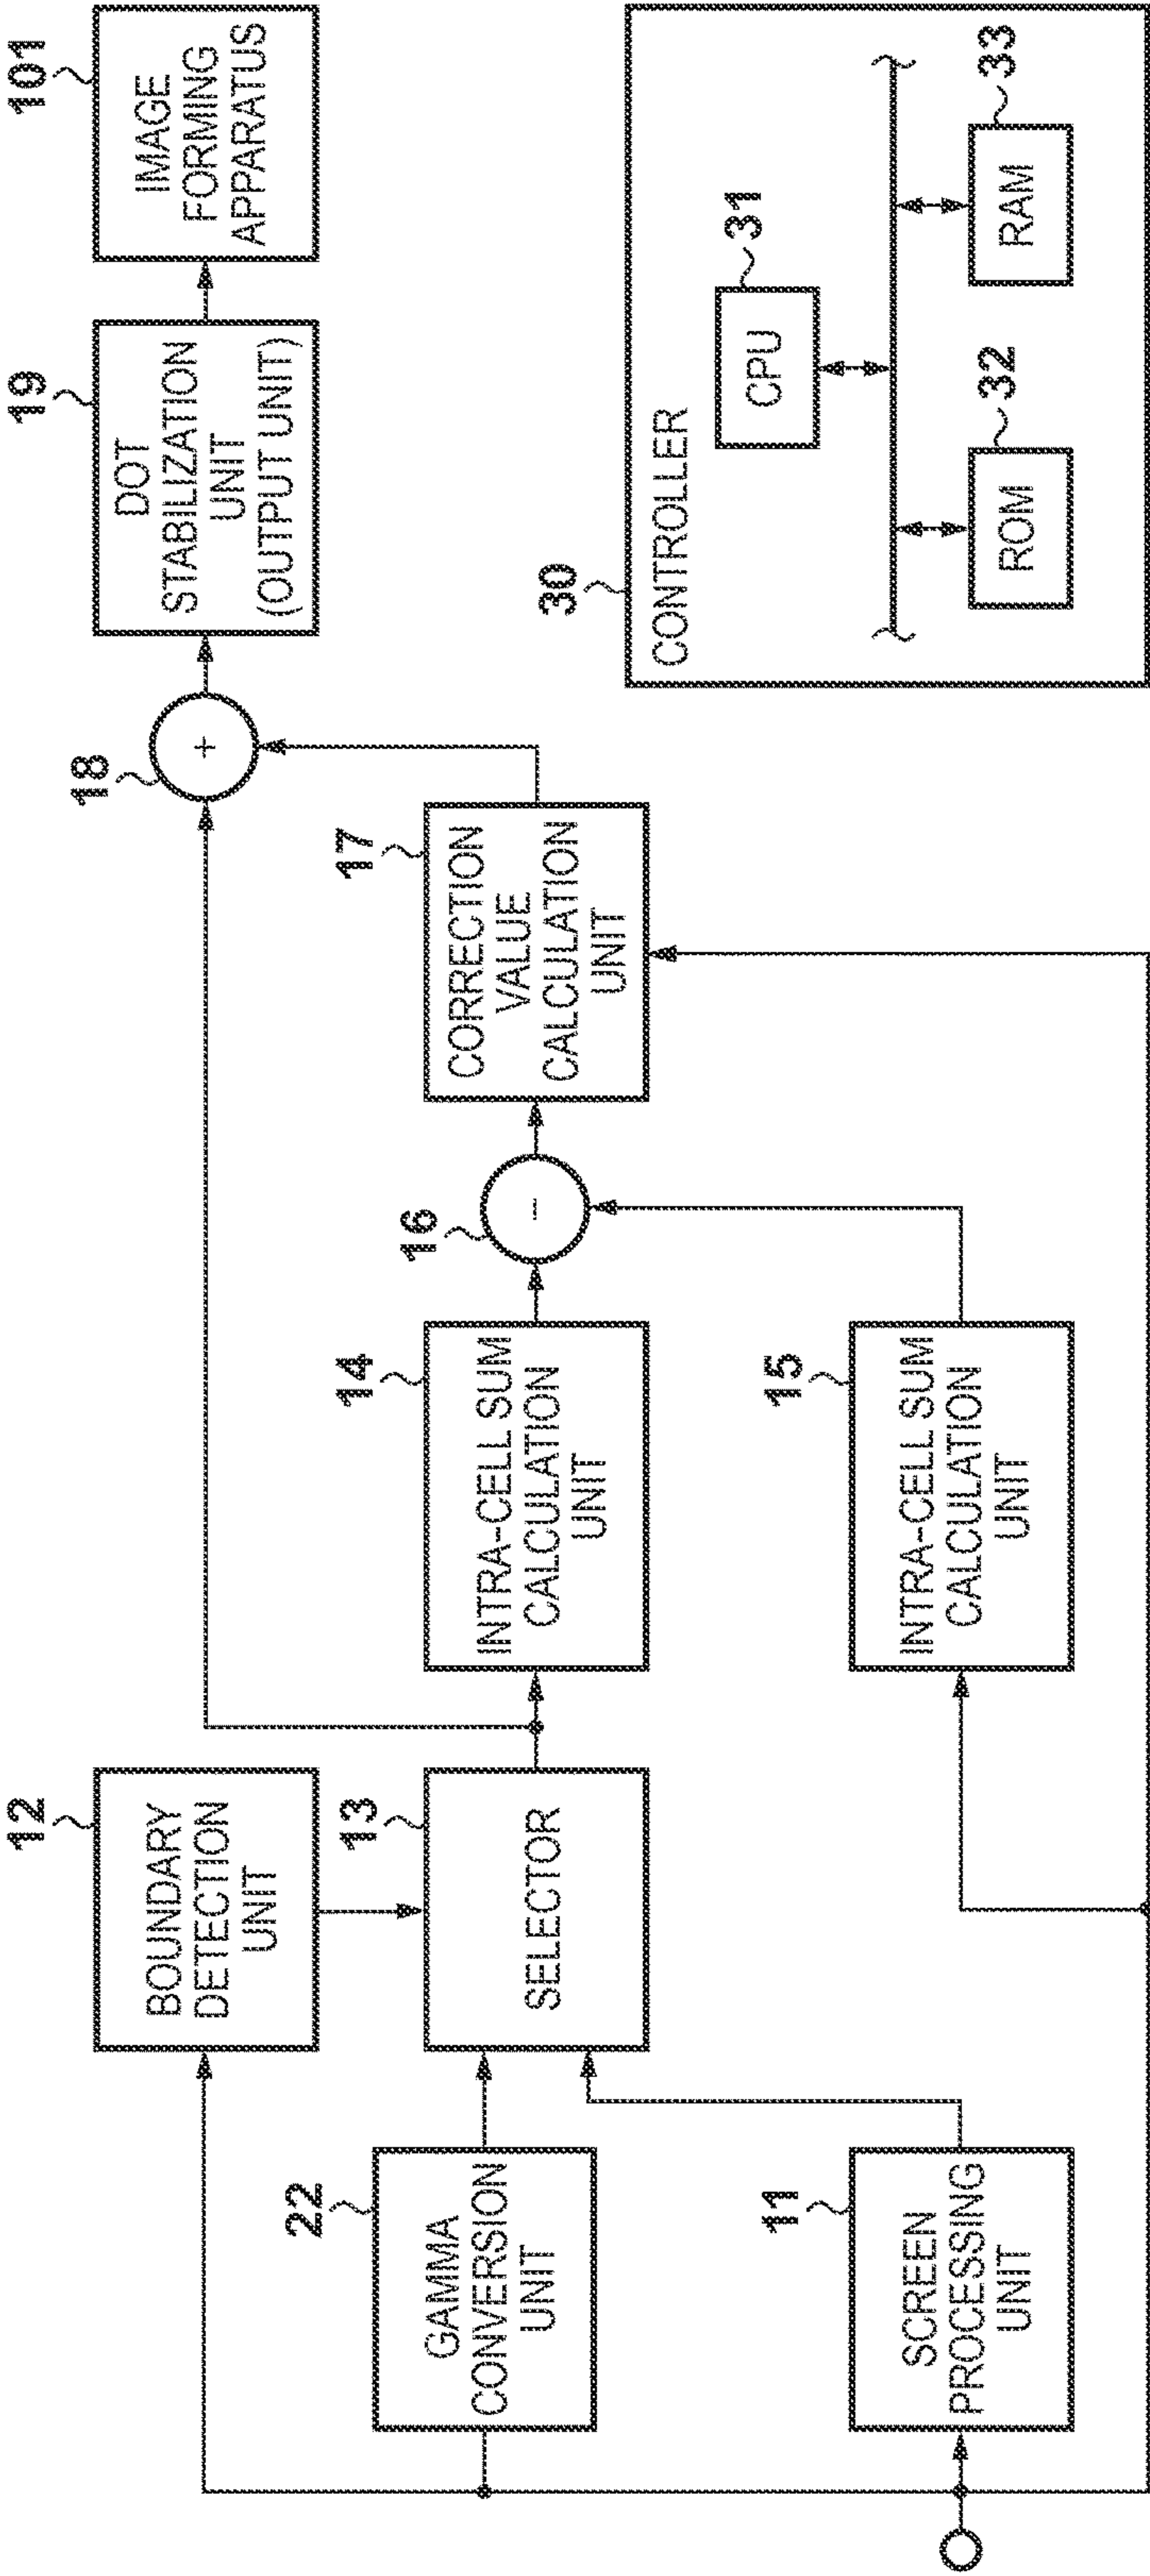 12
BOUNDARY
DETECTION
UNIT
18
+
19
DOT
STABILIZATION
UNIT
(OUTPUT UNIT)
101
IMAGE
FORMING
APPARATUS
22
GAMMA
CONVERSION
UNIT
13
SELECTOR
14
INTRA-CELL SUM
CALCULATION
UNIT
16
-
17
CORRECTION
VALUE
CALCULATION
UNIT
11
SCREEN
PROCESSING
UNIT
15
INTRA-CELL SUM
CALCULATION
UNIT
30
CONTROLLER
CPU
31
ROM
32
RAM
33